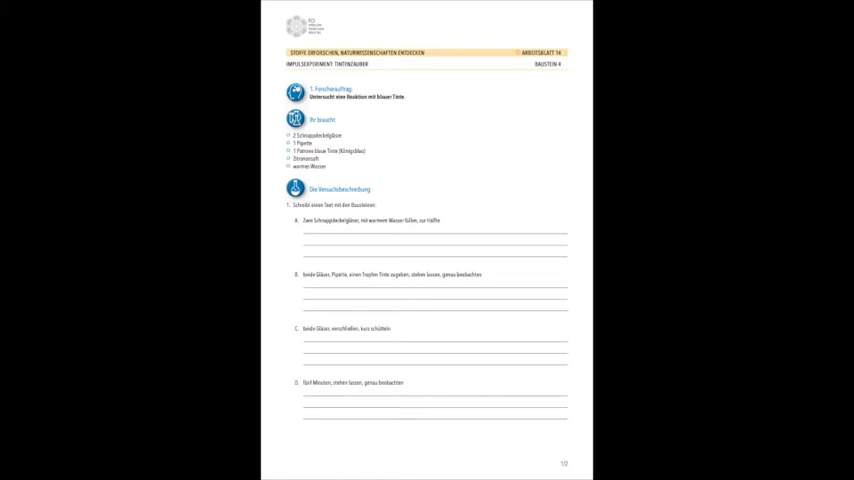 FCI
STOFFE ERFORSCHEN, NATURWISSENSCHAFTEN ENTDECKEN
ARBEITSBLATT 14
IMPULSEXPERIMENT: TINTENZAUBER
BAUSTEIN 4
1. Forscherauftrag:
Untersucht eine Reaktion mit blauer Tinte.
Ihr braucht:
2 Schnappdeckelgläser
1 Pipette
1 Patrone blaue Tinte (Königsblau)
Zitronensaft
warmes Wasser
Die Versuchsbeschreibung:
1. Schreibt einen Text mit den Bausteinen.
A. Zwei Schnappdeckelgläser, mit warmem Wasser füllen, zur Hälfte
B. beide Gläser, Pipette, einen Tropfen Tinte zugeben, stehen lassen, genau beobachten
C. beide Gläser, verschließen, kurz schütteln
D. fünf Minuten, stehen lassen, genau beobachten
1/2